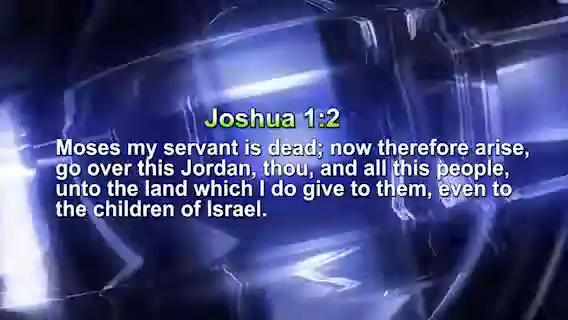 Joshua 1:2
Moses my servant is dead; now therefore arise,
go over this Jordan, thou, and all this people,
unto the land which I do give to them, even to
the children of Israel.